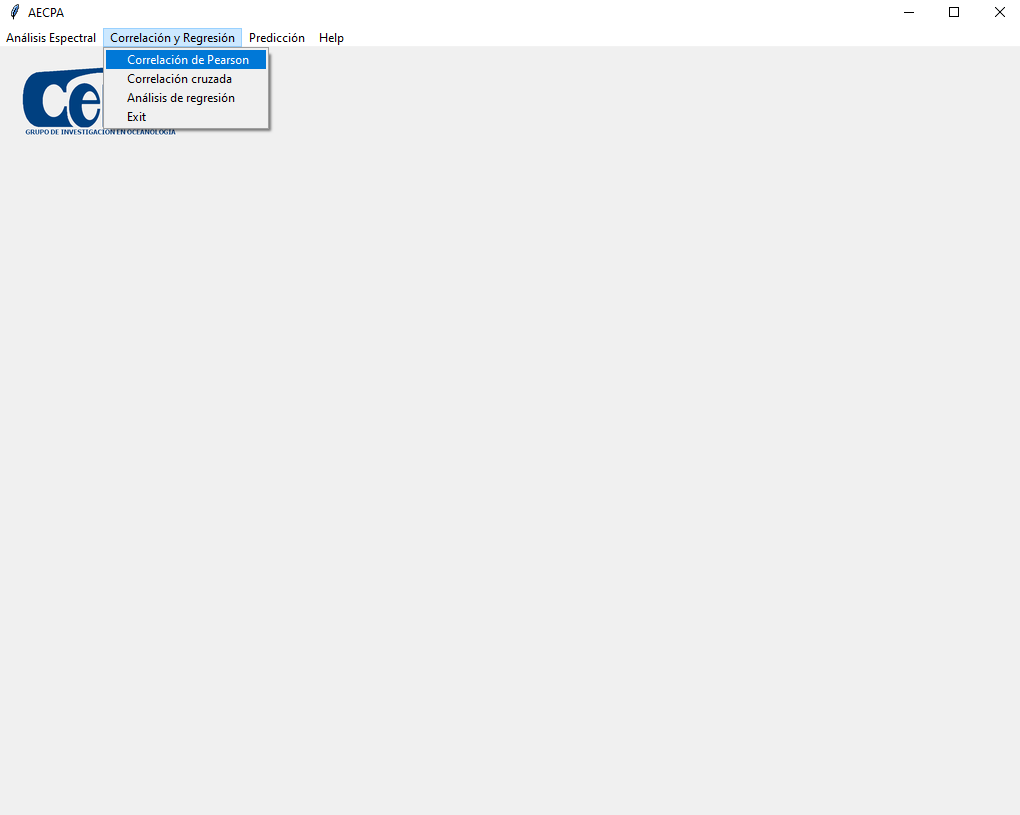 AECPA
Análisis Espectral Correlación y Regresión Predicción Help
Correlación de Pearson
Correlación cruzada
Análisis de regresión
Exit
Ce
GRUPO DE INVESTIGACIÓN EN OCEANOLOGÍA